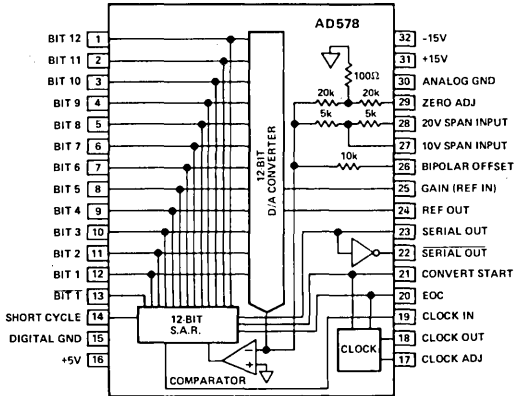 AD578
BIT 12 1
BIT 11 2
BIT 10 3
BIT 9 4
BIT 8 5
BIT 7 6
BIT 6 7
BIT 5 8
BIT 4 9
BIT 3 10
BIT 2 11
BIT 1 12
BIT 1 13
SHORT CYCLE 14
DIGITAL GND 15
+5V 16
12-BIT
D/A CONVERTER
12-BIT
S.A.R.
COMPARATOR
-
+
100Ω
20k 20k
5k 5k
10k
CLOCK
32 -15V
31 +15V
30 ANALOG GND
29 ZERO ADJ
28 20V SPAN INPUT
27 10V SPAN INPUT
26 BIPOLAR OFFSET
25 GAIN (REF IN)
24 REF OUT
23 SERIAL OUT
22 SERIAL OUT
21 CONVERT START
20 EOC
19 CLOCK IN
18 CLOCK OUT
17 CLOCK ADJ